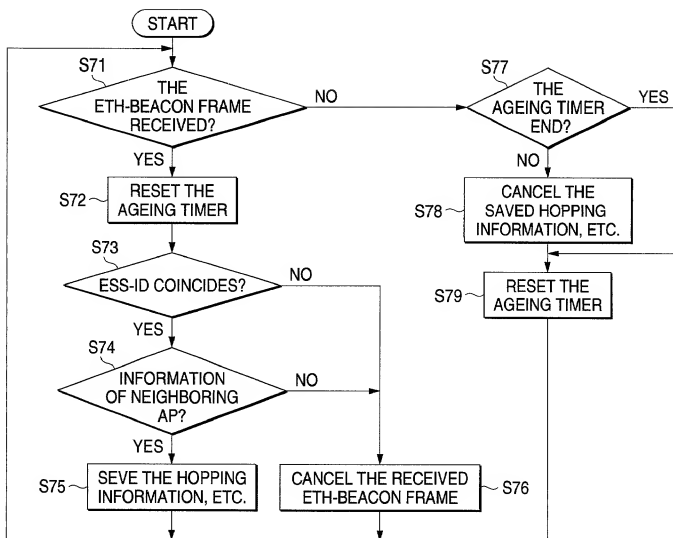 START
S71
THE
ETH-BEACON FRAME
RECEIVED?
NO
YES
S77
THE
AGEING TIMER
END?
YES
NO
S72
RESET THE
AGEING TIMER
S78
CANCEL THE
SAVED HOPPING
INFORMATION, ETC.
S73
ESS-ID COINCIDES?
NO
YES
S79
RESET THE
AGEING TIMER
S74
INFORMATION
OF NEIGHBORING
AP?
NO
YES
S75
SEVE THE HOPPING
INFORMATION, ETC.
CANCEL THE RECEIVED
ETH-BEACON FRAME
S76